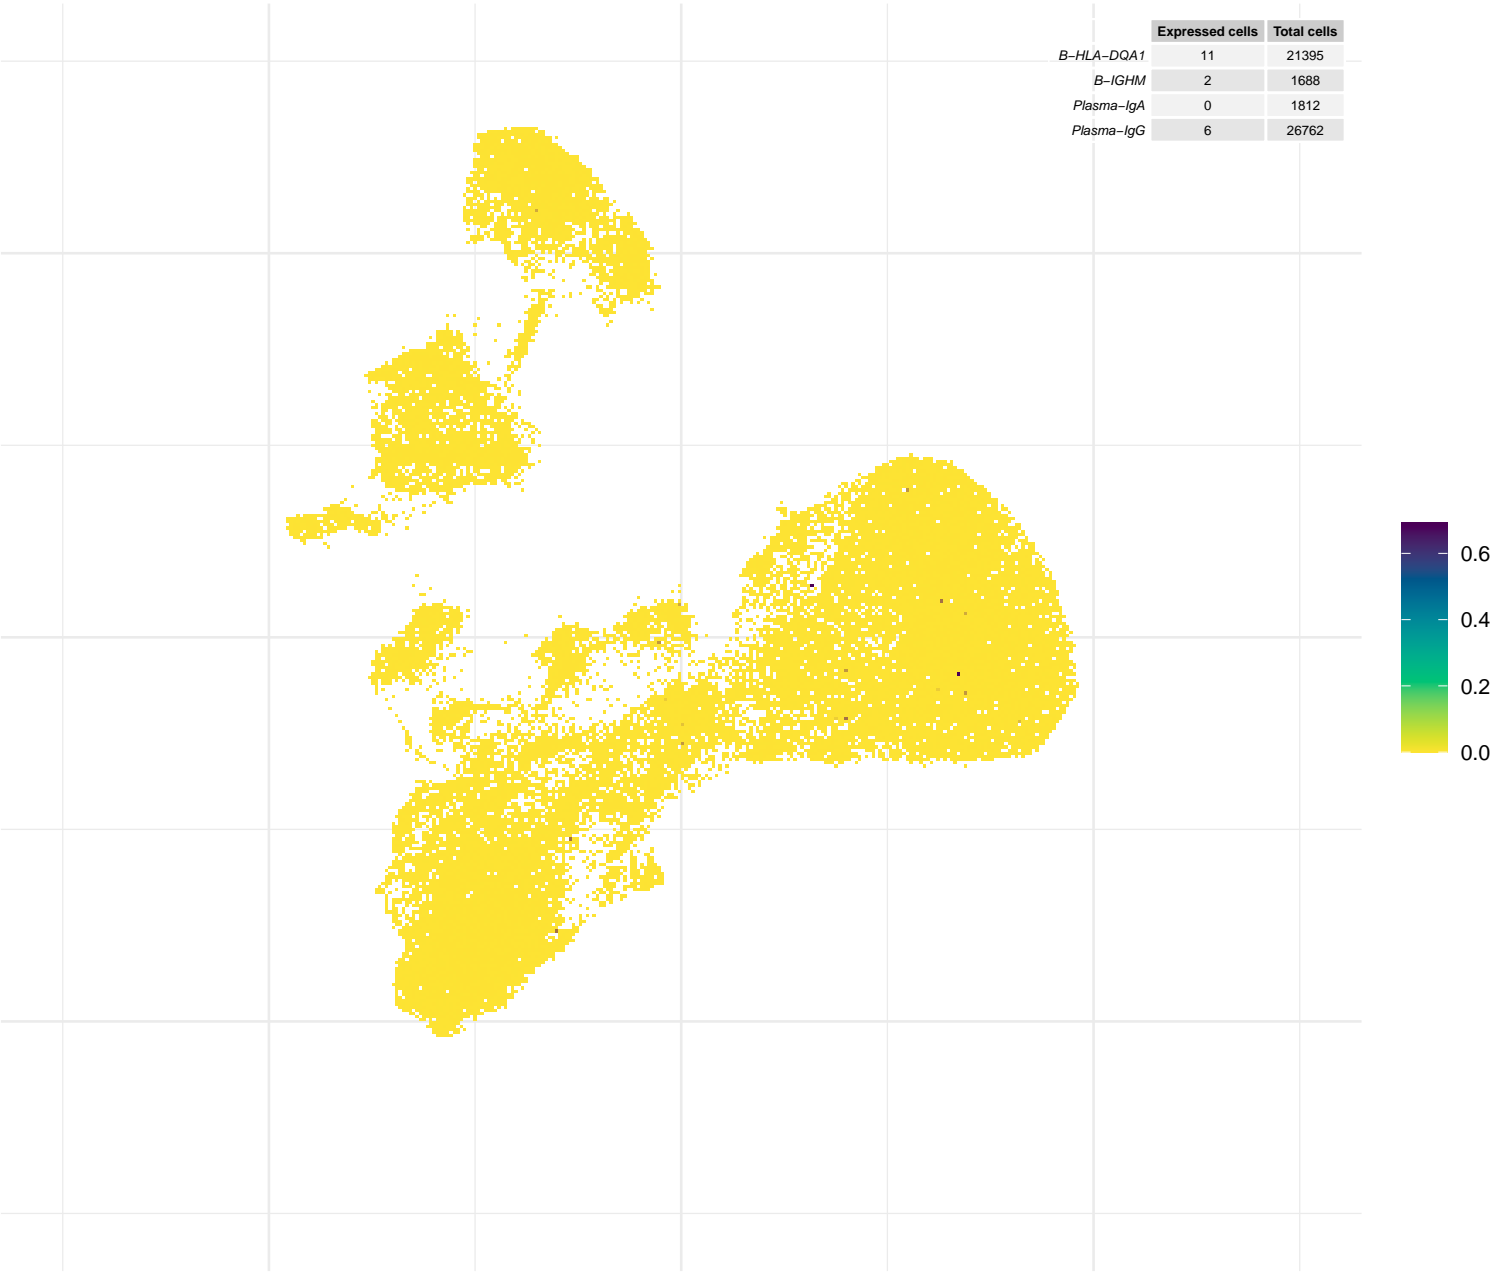 Expressed cells Total cells
B-HLA-DQA1 11 21395
B-IGHM 2 1688
Plasma-IgA 0 1812
Plasma-IgG 6 26762
0.6
0.4
0.2
0.0